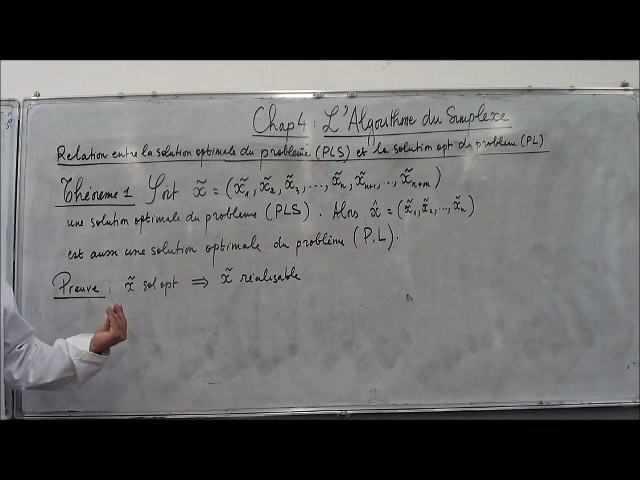 Chap 4 : L'Algorithme du Simplexe
Relation entre la solution optimale du problème (PLS) et la solution opt du problème (PL)
Théorème 1 Soit x̃ = (x̃₁, x̃₂, x̃₃, ..., x̃ₙ, x̃ₙ₊₁, ..., x̃ₙ₊ₘ)
une solution optimale du problème (PLS). Alors x̂ = (x̃₁, x̃₂, ..., x̃ₙ)
est aussi une solution optimale du problème (P.L).
Preuve : x̃ sol opt ⇒ x̃ réalisable